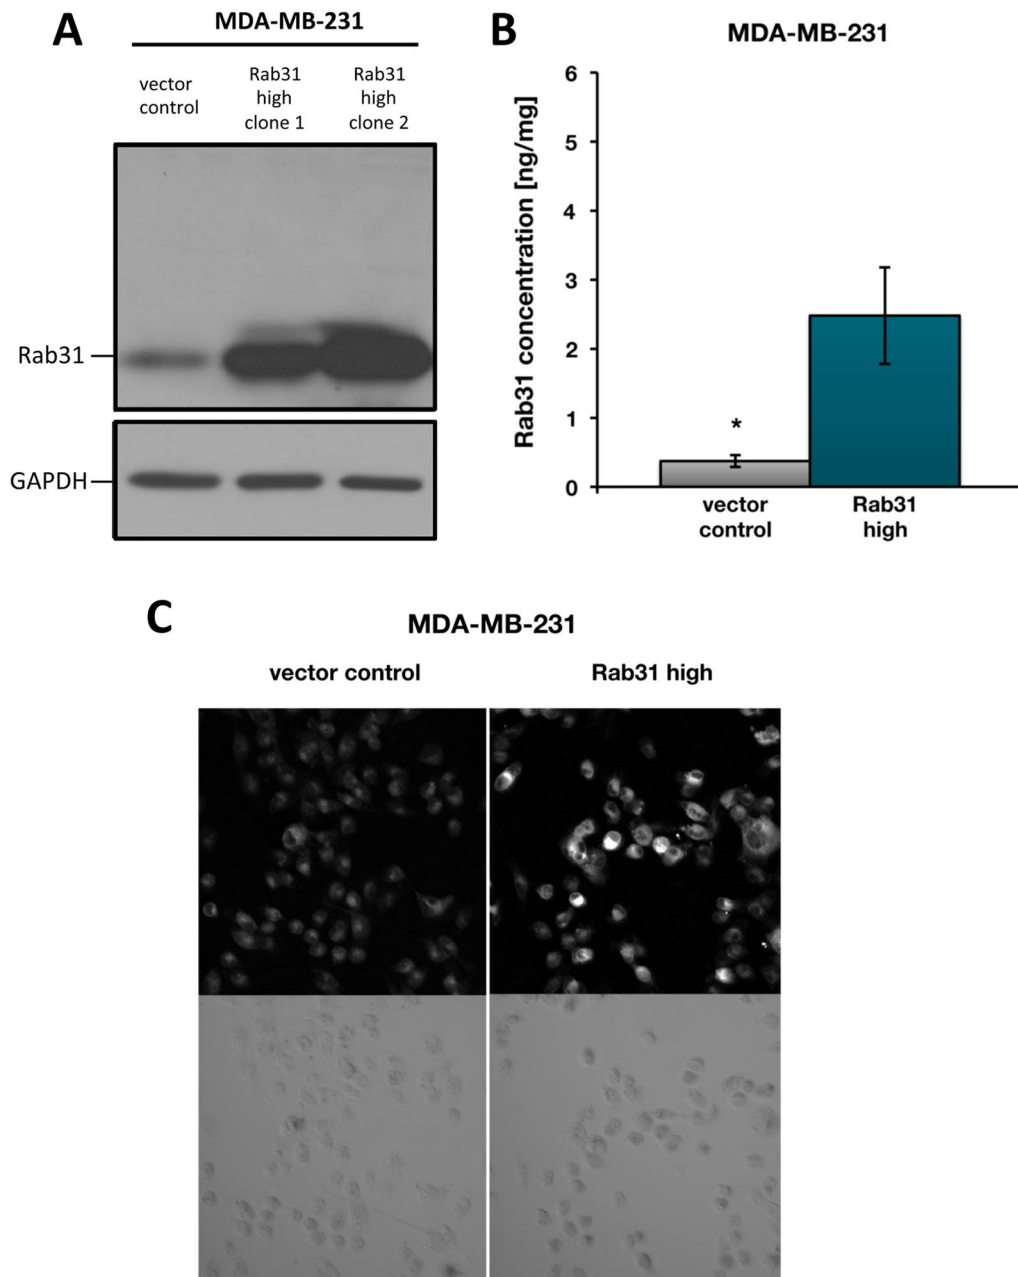 A
MDA-MB-231
vector
control
Rab31
high
clone 1
Rab31
high
clone 2
Rab31
GAPDH
B
MDA-MB-231
Rab31 concentration [ng/mg]
6
5
4
3
2
1
0
*
vector
control
Rab31
high
C
MDA-MB-231
vector control
Rab31 high